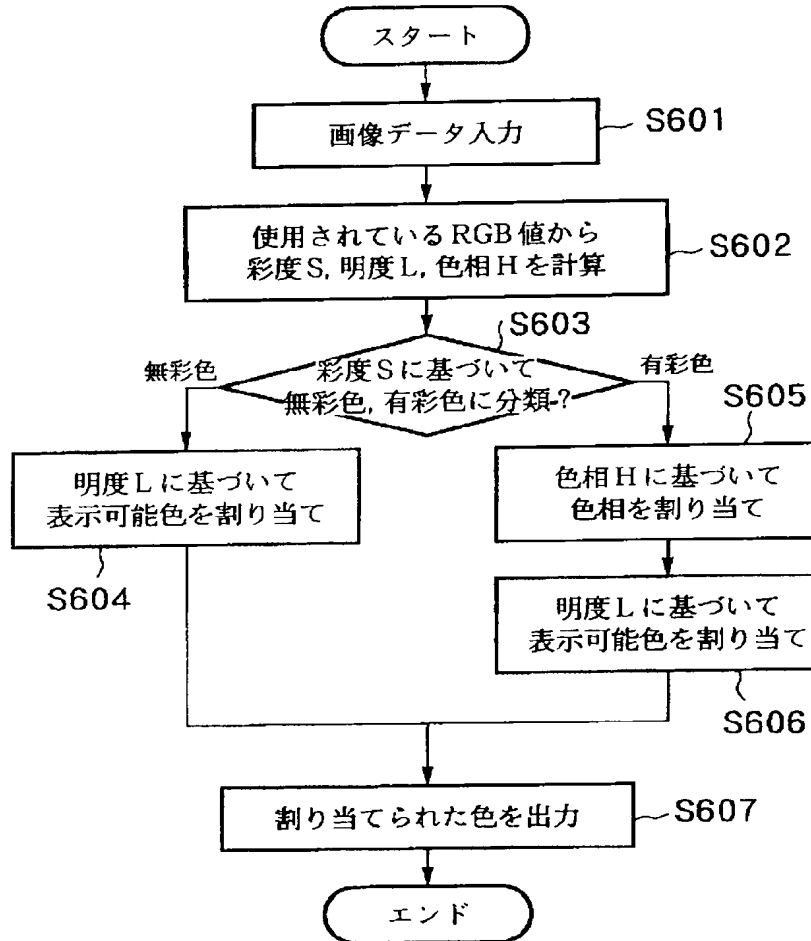 スタート
画像データ入力
S601
使用されているRGB値から
彩度S, 明度L, 色相Hを計算
S602
S603
彩度Sに基づいて
無彩色, 有彩色に分類?
無彩色
有彩色
明度Lに基づいて
表示可能色を割り当て
S604
S605
色相Hに基づいて
色相を割り当て
明度Lに基づいて
表示可能色を割り当て
S606
割り当てられた色を出力
S607
エンド